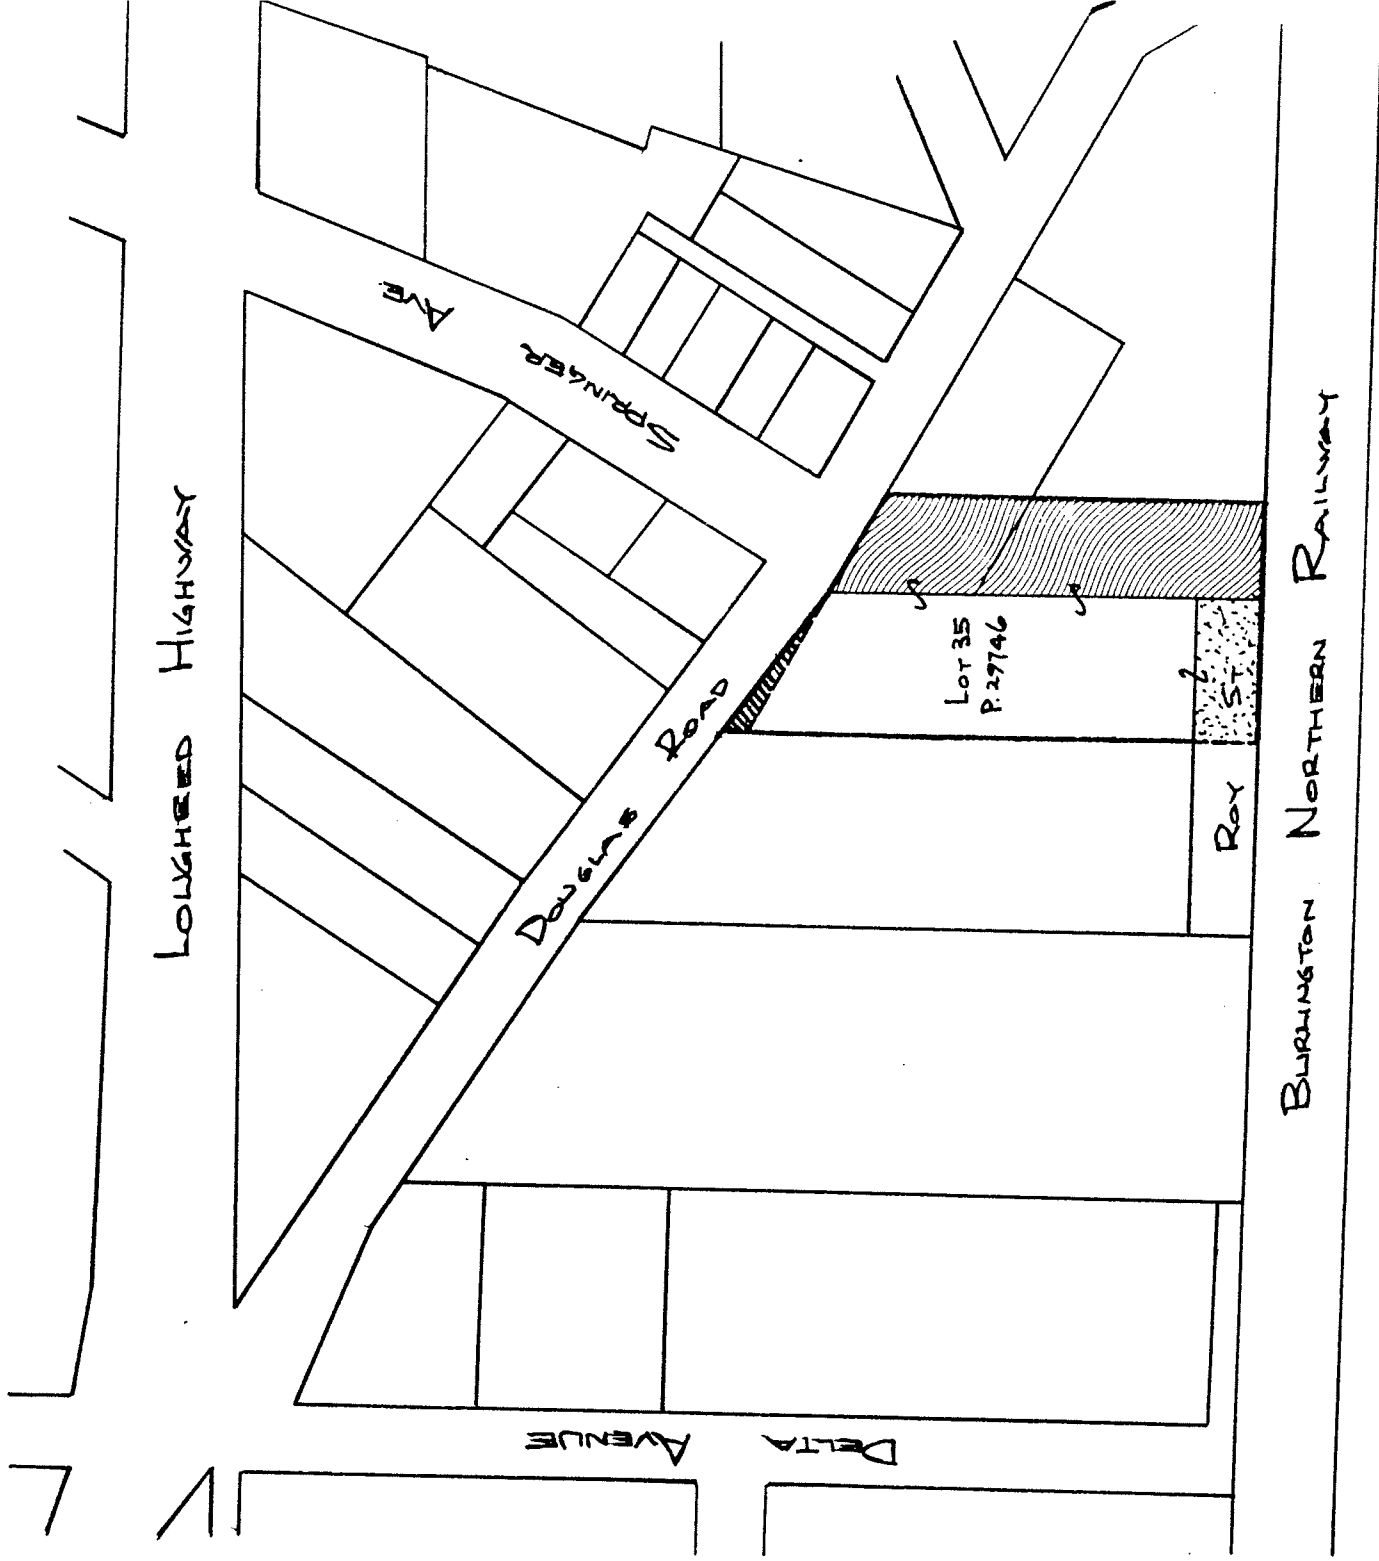 LOUGHEED HIGHWAY
SPRINGER AVE
DOUGLAS ROAD
LOT 35
P. 29746
ROY ST
BURLINGTON NORTHERN RAILWAY
DELTA AVENUE